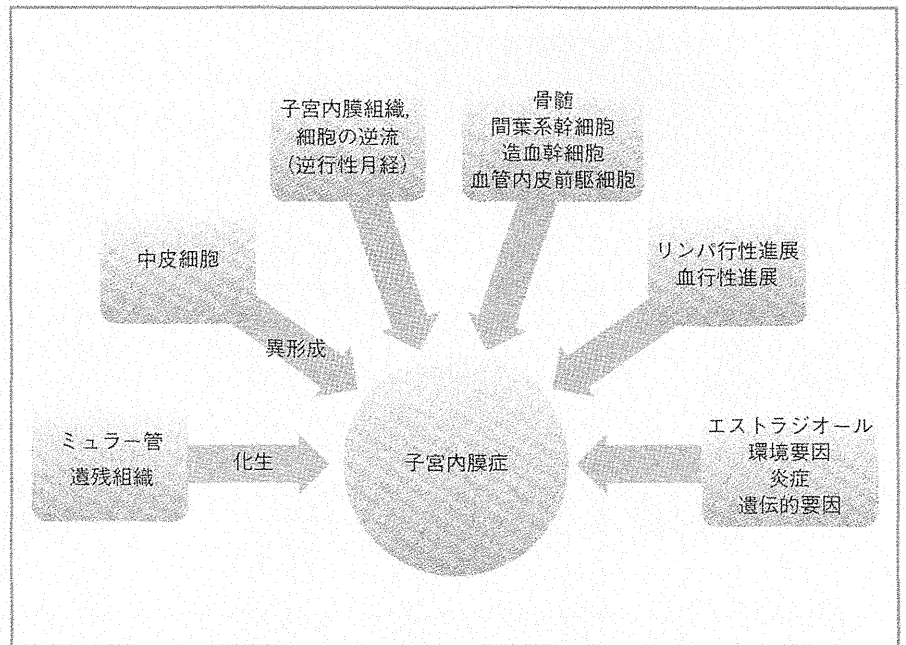 子宮内膜組織,
細胞の逆流
(逆行性月経)
骨髄
間葉系幹細胞
造血幹細胞
血管内皮前駆細胞
中皮細胞
リンパ行性進展
血行性進展
異形成
ミュラー管
遺残組織
化生
子宮内膜症
エストラジオール
環境要因
炎症
遺伝的要因